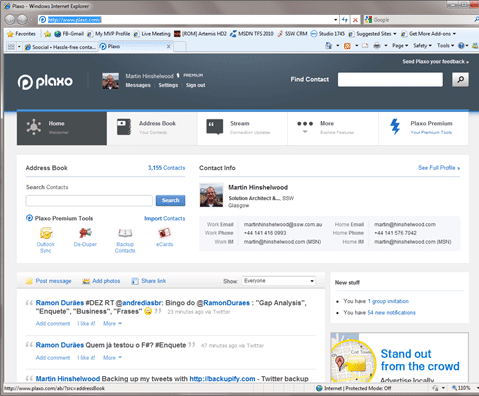 Plaxo - Windows Internet Explorer
http://www.plaxo.com/
File Edit View Favorites Tools Help
Favorites FB-Gmail My MVP Profile Live Meeting [ROM] Artemis HD2 MSDN TFS 2010 SSW CRM Studio 1745 Suggested Sites Get More Add-ons
Soocial • Hassle-free conta... Plaxo Page Safety Tools
Send Plaxo your feedback »
plaxo
Martin Hinshelwood PREMIUM
Messages Settings Sign out
Find Contact
Home
Welcome!
Address Book
Your Contacts
Stream
Connection Updates
More
Explore Features
Plaxo Premium
Your Premium Tools
Address Book 3,155 Contacts
Search Contacts
Search
Plaxo Premium Tools Import Contacts
Outlook Sync
De-Duper
Backup Contacts
eCards
Contact Info See Full Profile »
Martin Hinshelwood
Solution Architect &..., SSW
Glasgow
Work Email martinhinshelwood@ssw.com.au Home Email martin@hinshelwood.com
Work Phone +44 141 416 0993 Home Phone +44 141 576 7042
Work IM martin@hinshelwood.com (MSN) Home IM martin@hinshelwood.com (MSN)
Post message Add photos Share link Show: Everyone
Ramon Durães #DEZ RT @andrediasbr: Bingo do @RamonDuraes : "Gap Analysis", "Enquete", "Business", "Frases" 23 minutes ago via Twitter
Add comment I like it! More
Ramon Durães Quem já testou o F#? #Enquete 47 minutes ago via Twitter
Add comment I like it! More
Martin Hinshelwood Backing up my tweets with http://backupify.com - Twitter backup
New stuff
You have 1 group invitation
You have 54 new notifications
Stand out
from the crowd
Advertise locally
http://www.plaxo.com/ab/?src=addressBook Internet | Protected Mode: Off 110%